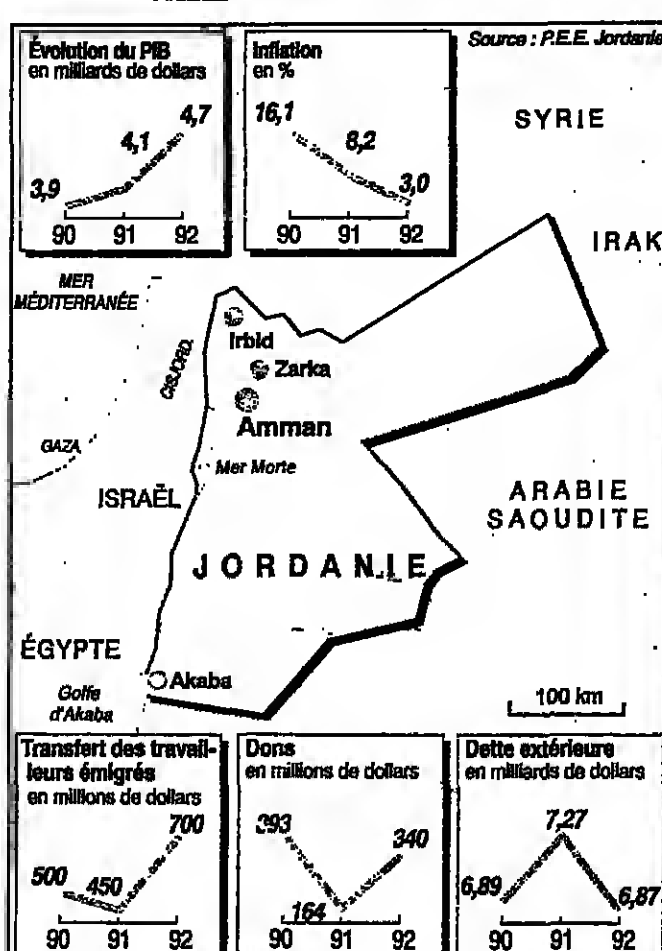 Évolution du PIB
en milliards de dollars
3,9
4,1
4,7
90 91 92
Inflation
en %
16,1
8,2
3,0
90 91 92
Source : P.E.E. Jordanie
SYRIE
IRAK
MER
MÉDITERRANÉE
CISJORD.
Irbid
Zarka
Amman
GAZA
Mer Morte
ISRAËL
ARABIE
SAOUDITE
JORDANIE
ÉGYPTE
Akaba
Golfe
d'Akaba
100 km
Transfert des travail-
leurs émigrés
en millions de dollars
500
450
700
90 91 92
Dons
en millions de dollars
393
164
340
90 91 92
Dette extérieure
en milliards de dollars
6,89
7,27
6,87
90 91 92